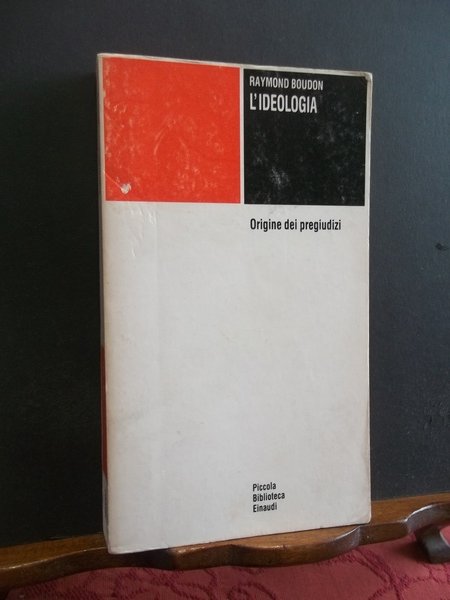 RAYMOND BOUDON
L'IDEOLOGIA
Origine dei pregiudizi
Piccola
Biblioteca
Einaudi